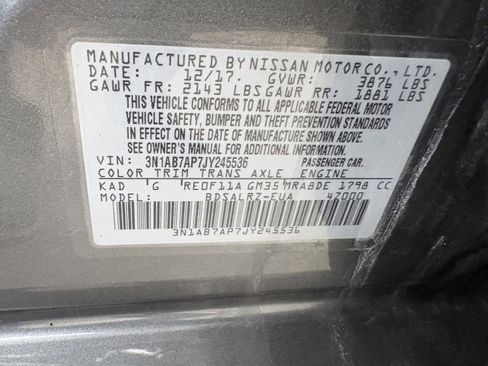 MANUFACTURED BY NISSAN MOTOR CO., LTD.
DATE: 12/17. GVWR: 3876 LBS
GAWR FR: 2143 LBS GAWR RR: 1881 LBS
THIS VEHICLE CONFORMS TO ALL APPLICABLE FEDERAL MOTOR
VEHICLE SAFETY, BUMPER AND THEFT PREVENTION STANDARDS
IN EFFECT ON THE DATE OF MANUFACTURE SHOWN ABOVE.
SEE OWNER'S MANUAL FOR ADDITIONAL INFORMATION
VIN: 3N1AB7AP7JY245536 PASSENGER CAR.
COLOR TRIM TRANS AXLE ENGINE
KAD G RE0F11A GM35 MRA8DE 1798 CC
MODEL: BDSALRZ-EUA 47000
3N1AB7AP7JY245536